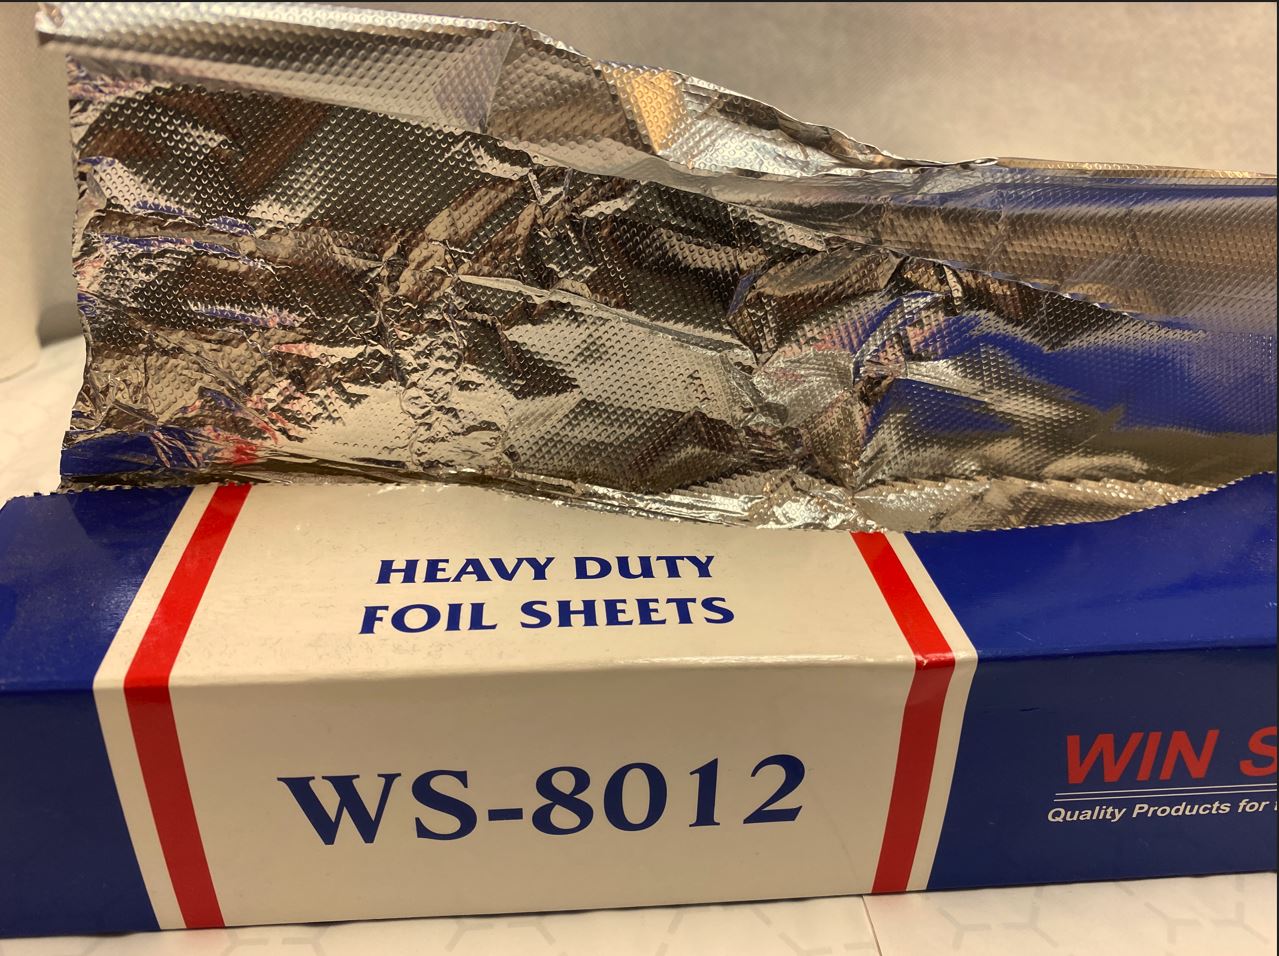 HEAVY DUTY
FOIL SHEETS
WS-8012
WIN S
Quality Products for